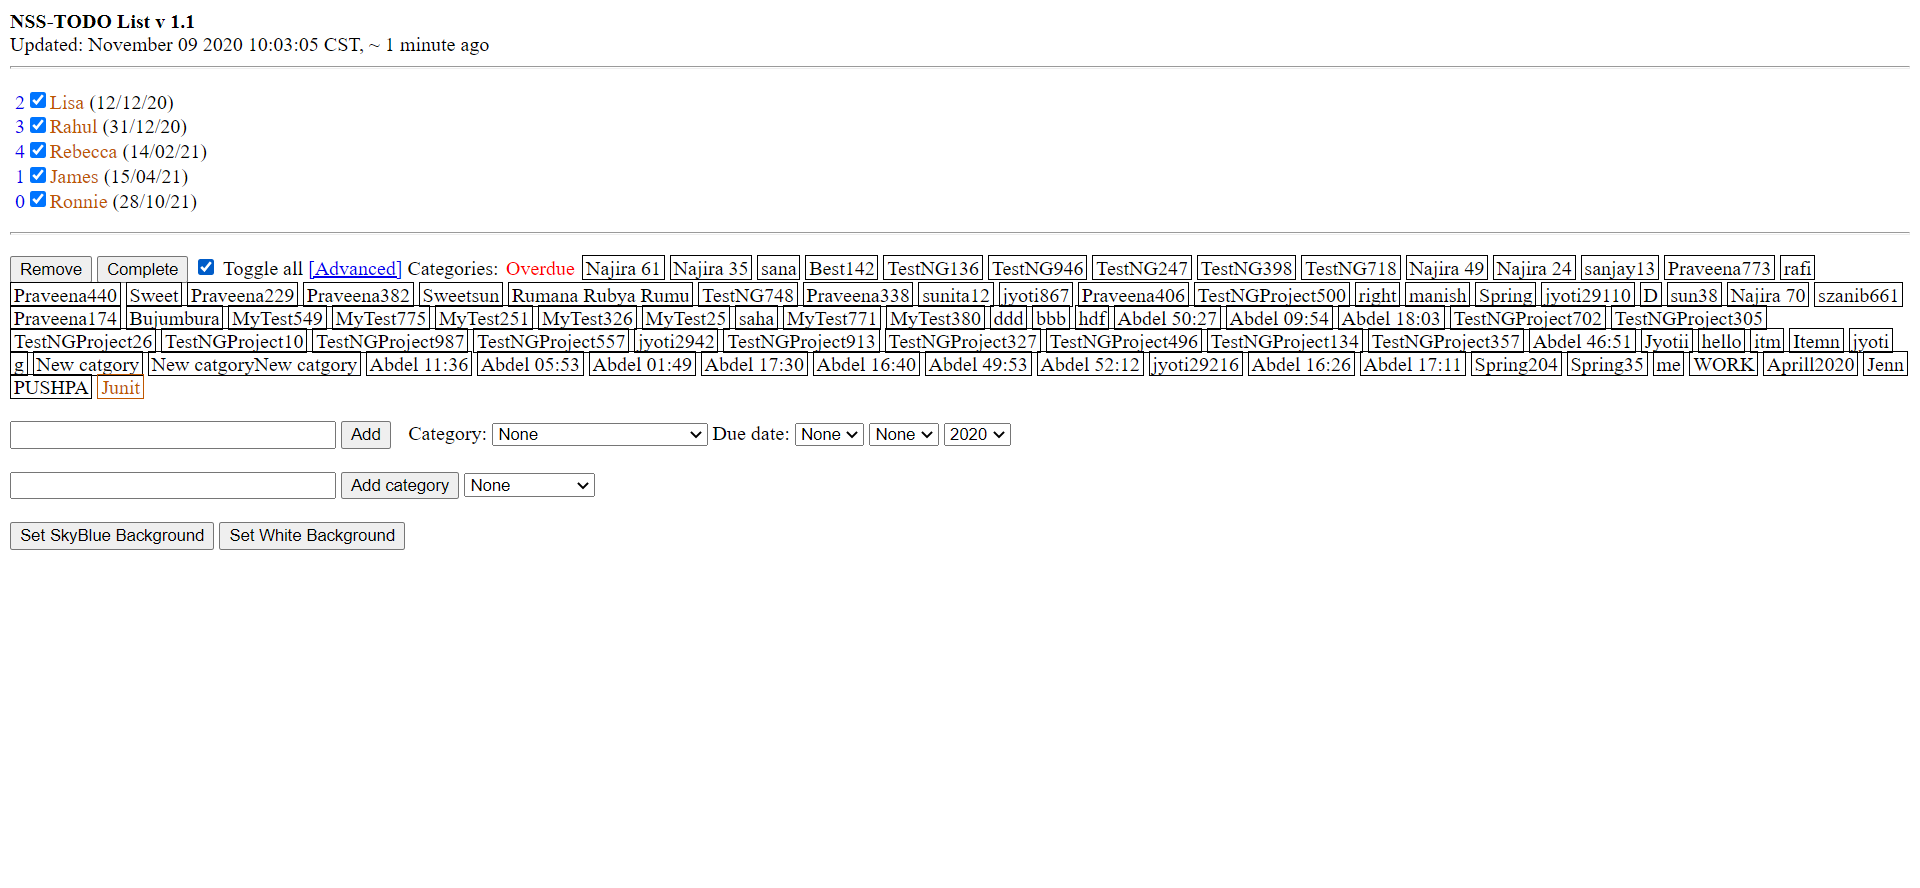 NSS-TODO List v 1.1
Updated: November 09 2020 10:03:05 CST, ~ 1 minute ago
2 Lisa (12/12/20)
3 Rahul (31/12/20)
4 Rebecca (14/02/21)
1 James (15/04/21)
0 Ronnie (28/10/21)
Remove Complete Toggle all [Advanced] Categories: Overdue Najira 61 Najira 35 sana Best142 TestNG136 TestNG946 TestNG247 TestNG398 TestNG718 Najira 49 Najira 24 sanjay13 Praveena773 rafi
Praveena440 Sweet Praveena229 Praveena382 Sweetsun Rumana Rubya Rumu TestNG748 Praveena338 sunita12 jyoti867 Praveena406 TestNGProject500 right manish Spring jyoti29110 D sun38 Najira 70 szanib661
Praveena174 Bujumbura MyTest549 MyTest775 MyTest251 MyTest326 MyTest25 saha MyTest771 MyTest380 ddd bbb hdf Abdel 50:27 Abdel 09:54 Abdel 18:03 TestNGProject702 TestNGProject305
TestNGProject26 TestNGProject10 TestNGProject987 TestNGProject557 jyoti2942 TestNGProject913 TestNGProject327 TestNGProject496 TestNGProject134 TestNGProject357 Abdel 46:51 Jyotii hello itm Itemn jyoti
g New catgory New catgoryNew catgory Abdel 11:36 Abdel 05:53 Abdel 01:49 Abdel 17:30 Abdel 16:40 Abdel 49:53 Abdel 52:12 jyoti29216 Abdel 16:26 Abdel 17:11 Spring204 Spring35 me WORK Aprill2020 Jenn
PUSHPA Junit
Add Category: None Due date: None None 2020
Add category None
Set SkyBlue Background Set White Background